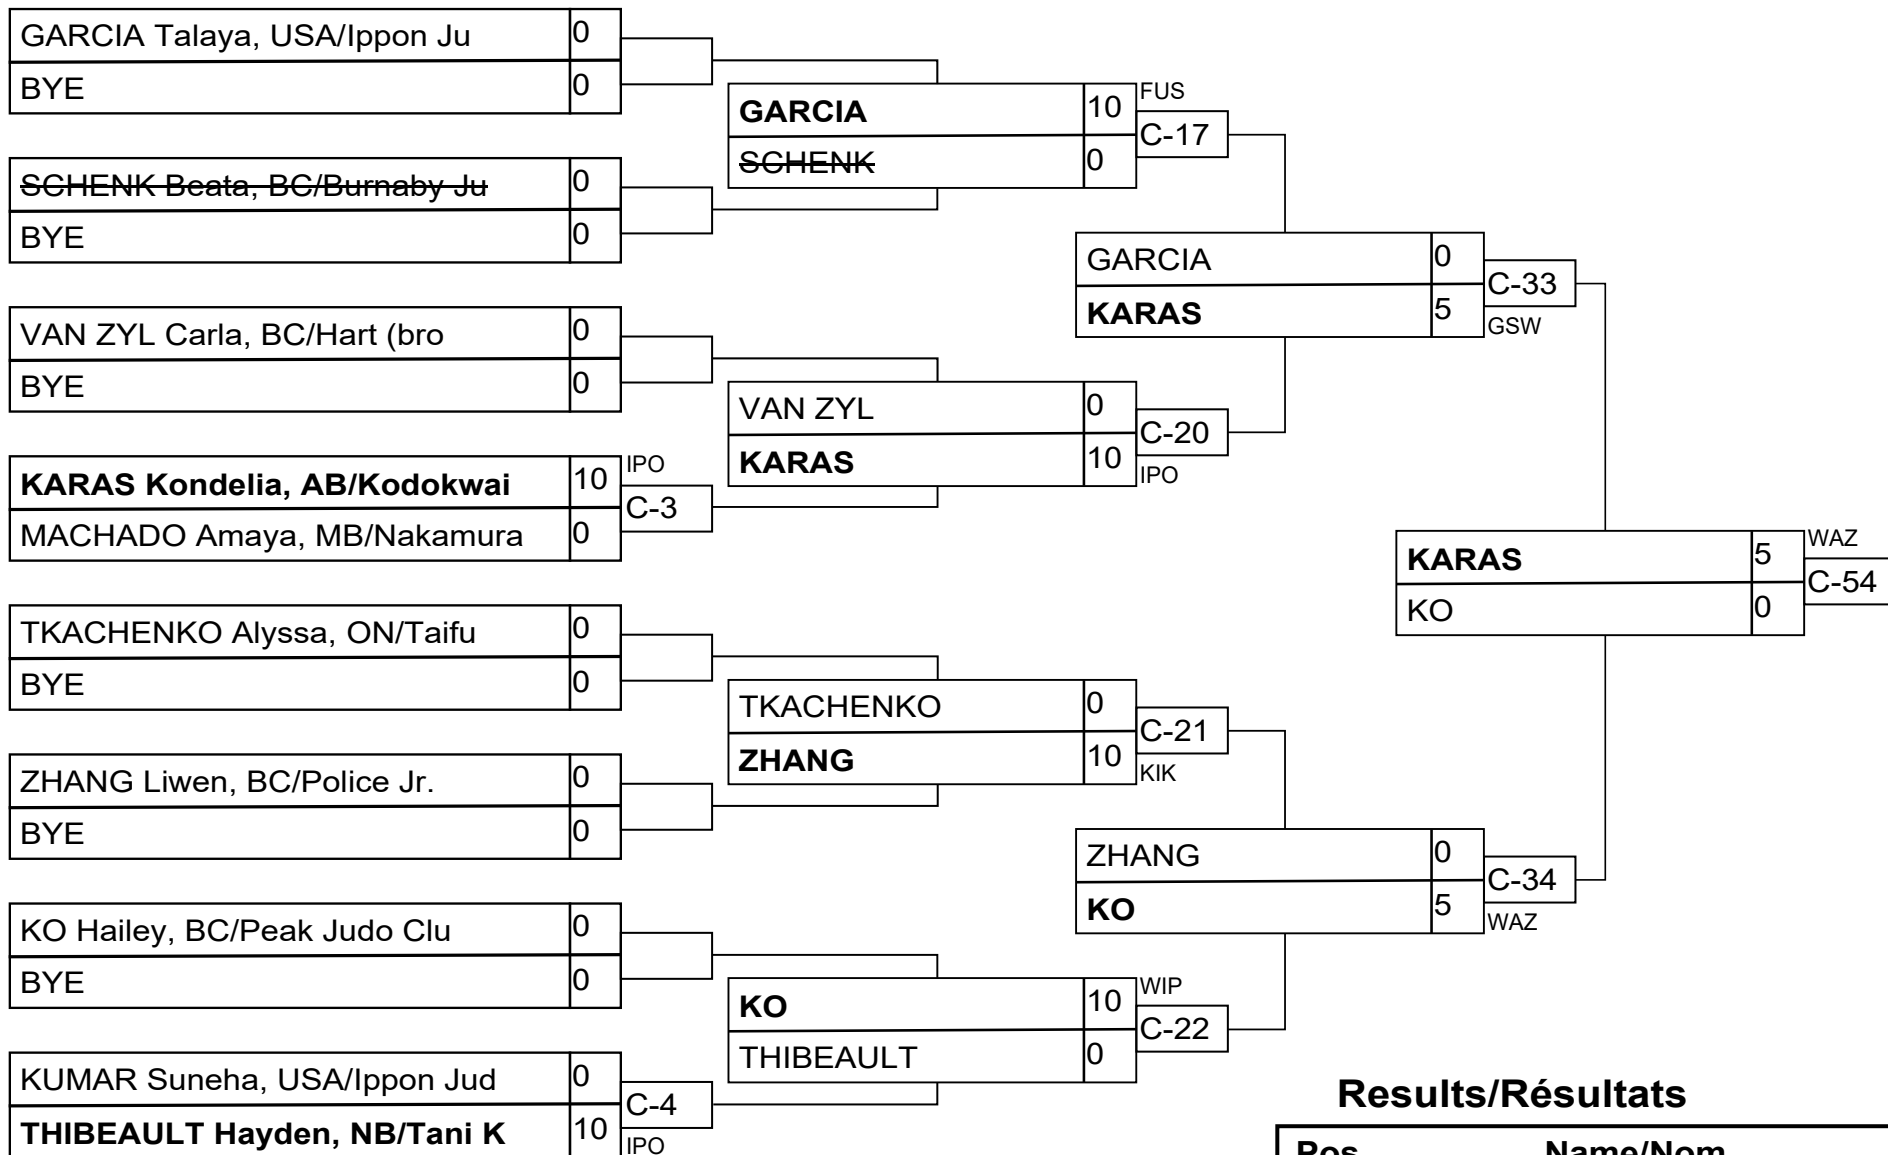 GARCIA Talaya, USA/Ippon Ju 0
BYE 0
SCHENK Beata, BC/Burnaby Ju 0
BYE 0
VAN ZYL Carla, BC/Hart (bro 0
BYE 0
KARAS Kondelia, AB/Kodokwai 10 IPO
C-3
MACHADO Amaya, MB/Nakamura 0
TKACHENKO Alyssa, ON/Taifu 0
BYE 0
ZHANG Liwen, BC/Police Jr. 0
BYE 0
KO Hailey, BC/Peak Judo Clu 0
BYE 0
KUMAR Suneha, USA/Ippon Jud 0
C-4
THIBEAULT Hayden, NB/Tani K 10 IPO
GARCIA 10 FUS
C-17
SCHENK 0
VAN ZYL 0
C-20
KARAS 10 IPO
TKACHENKO 0
C-21
ZHANG 10 KIK
KO 10 WIP
C-22
THIBEAULT 0
GARCIA 0
C-33
KARAS 5 GSW
ZHANG 0
C-34
KO 5 WAZ
KARAS 5 WAZ
C-54
KO 0
Results/Résultats
Pos Name/Nom